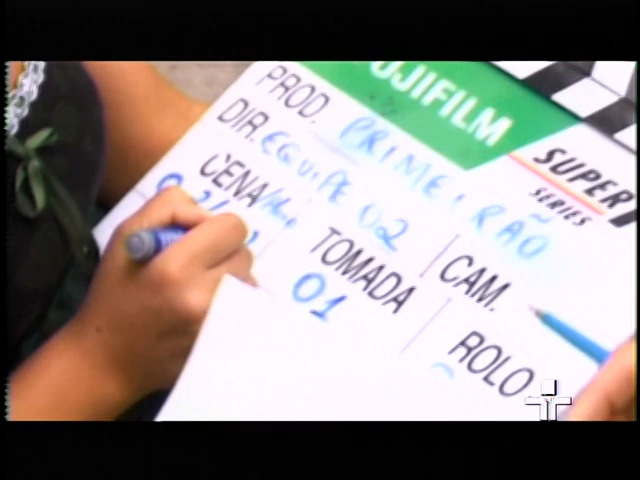 FUJIFILM
SUPER
SERIES
PROD. PRIMEIRÃO
DIR. EQUIPE 02
CENA
TOMADA 01
CAM.
ROLO